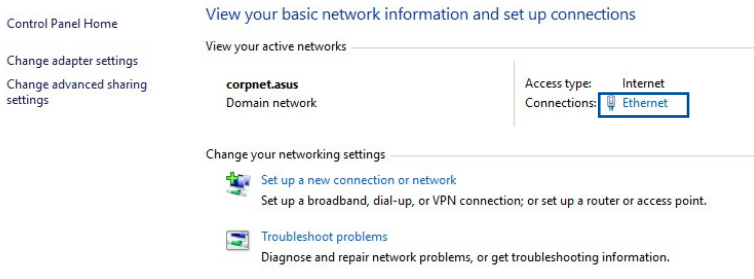 Control Panel Home
Change adapter settings
Change advanced sharing
settings
View your basic network information and set up connections
View your active networks
corpnet.asus
Domain network
Access type: Internet
Connections: Ethernet
Change your networking settings
Set up a new connection or network
Set up a broadband, dial-up, or VPN connection; or set up a router or access point.
Troubleshoot problems
Diagnose and repair network problems, or get troubleshooting information.